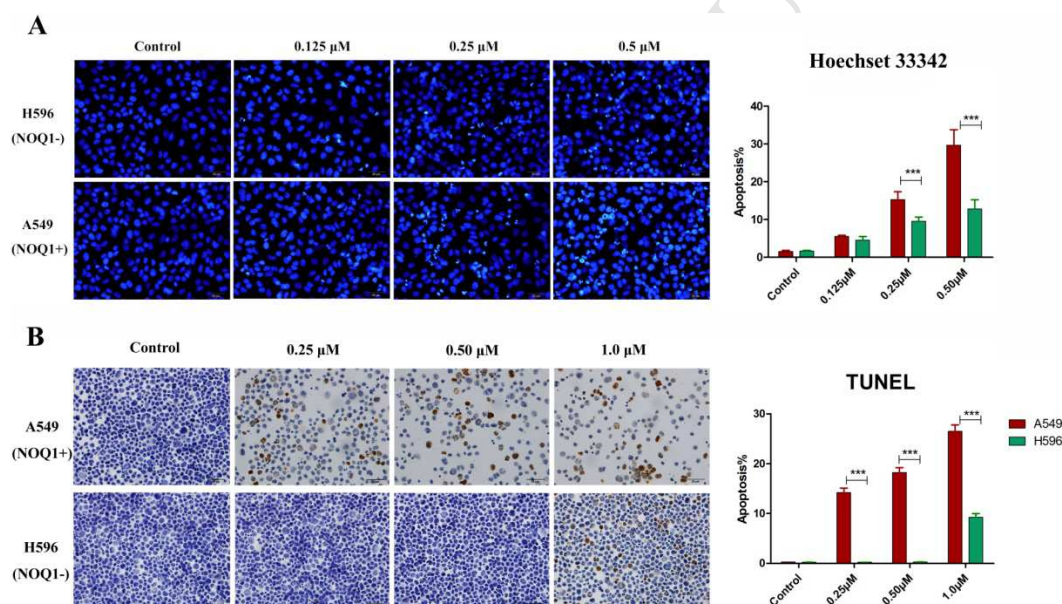 A
Control 0.125 μM 0.25 μM 0.5 μM
H596
(NOQ1-)
A549
(NOQ1+)
Hoechset 33342
Apoptosis%
40
30
20
10
0
***
***
Control 0.125μM 0.25μM 0.50μM
B
Control 0.25 μM 0.50 μM 1.0 μM
A549
(NOQ1+)
H596
(NOQ1-)
TUNEL
Apoptosis%
30
20
10
0
***
***
***
A549
H596
Control 0.25μM 0.50μM 1.0μM